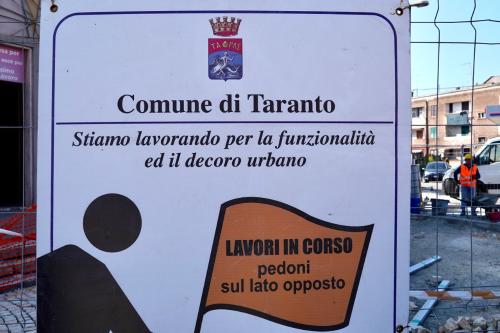 ΤΑΡΑΣ
Comune di Taranto
Stiamo lavorando per la funzionalità
ed il decoro urbano
LAVORI IN CORSO
pedoni
sul lato opposto